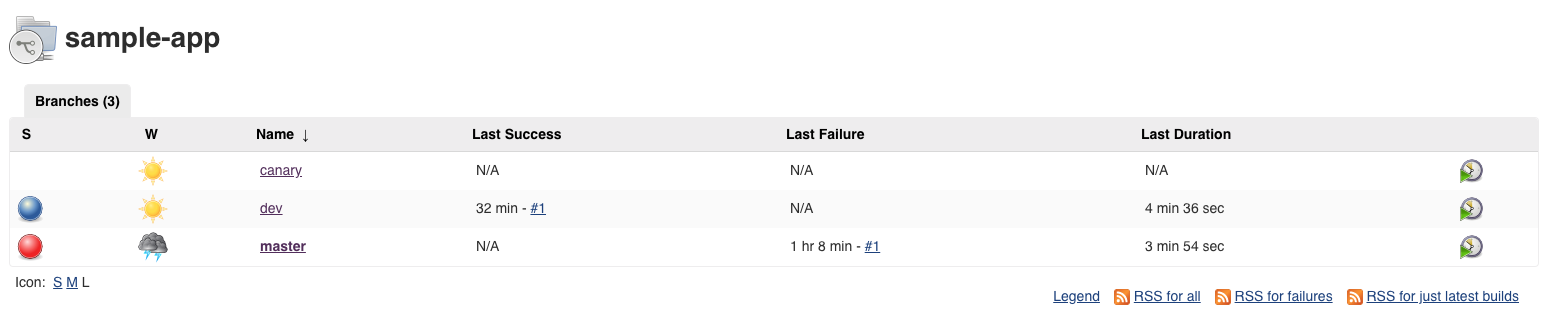 sample-app
Branches (3)
S W Name ↓ Last Success Last Failure Last Duration
canary N/A N/A N/A
dev 32 min - #1 N/A 4 min 36 sec
master N/A 1 hr 8 min - #1 3 min 54 sec
Icon: S M L
Legend RSS for all RSS for failures RSS for just latest builds